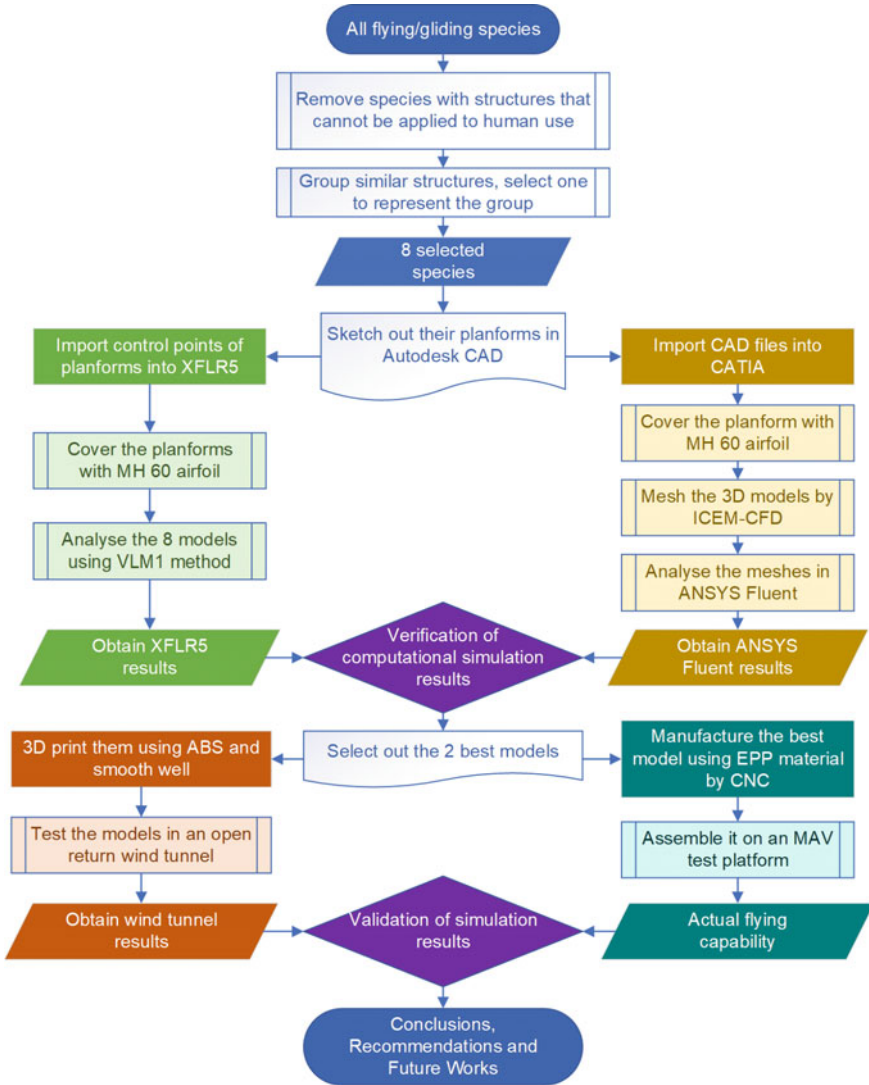 All flying/gliding species
Remove species with structures that
cannot be applied to human use
Group similar structures, select one
to represent the group
8 selected
species
Sketch out their planforms in
Autodesk CAD
Import control points of
planforms into XFLR5
Import CAD files into
CATIA
Cover the planforms
with MH 60 airfoil
Cover the planform with
MH 60 airfoil
Mesh the 3D models by
ICEM-CFD
Analyse the 8 models
using VLM1 method
Analyse the meshes in
ANSYS Fluent
Obtain XFLR5
results
Verification of
computational simulation
results
Obtain ANSYS
Fluent results
3D print them using ABS and
smooth well
Select out the 2 best models
Manufacture the best
model using EPP material
by CNC
Test the models in an open
return wind tunnel
Assemble it on an MAV
test platform
Obtain wind tunnel
results
Validation of simulation
results
Actual flying
capability
Conclusions,
Recommendations and
Future Works